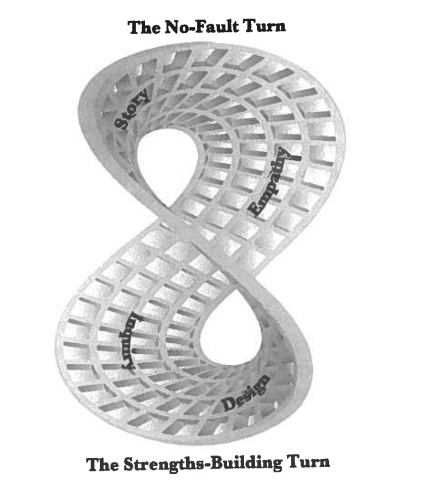 The No-Fault Turn
Story
Empathy
Inquiry
Design
The Strengths-Building Turn